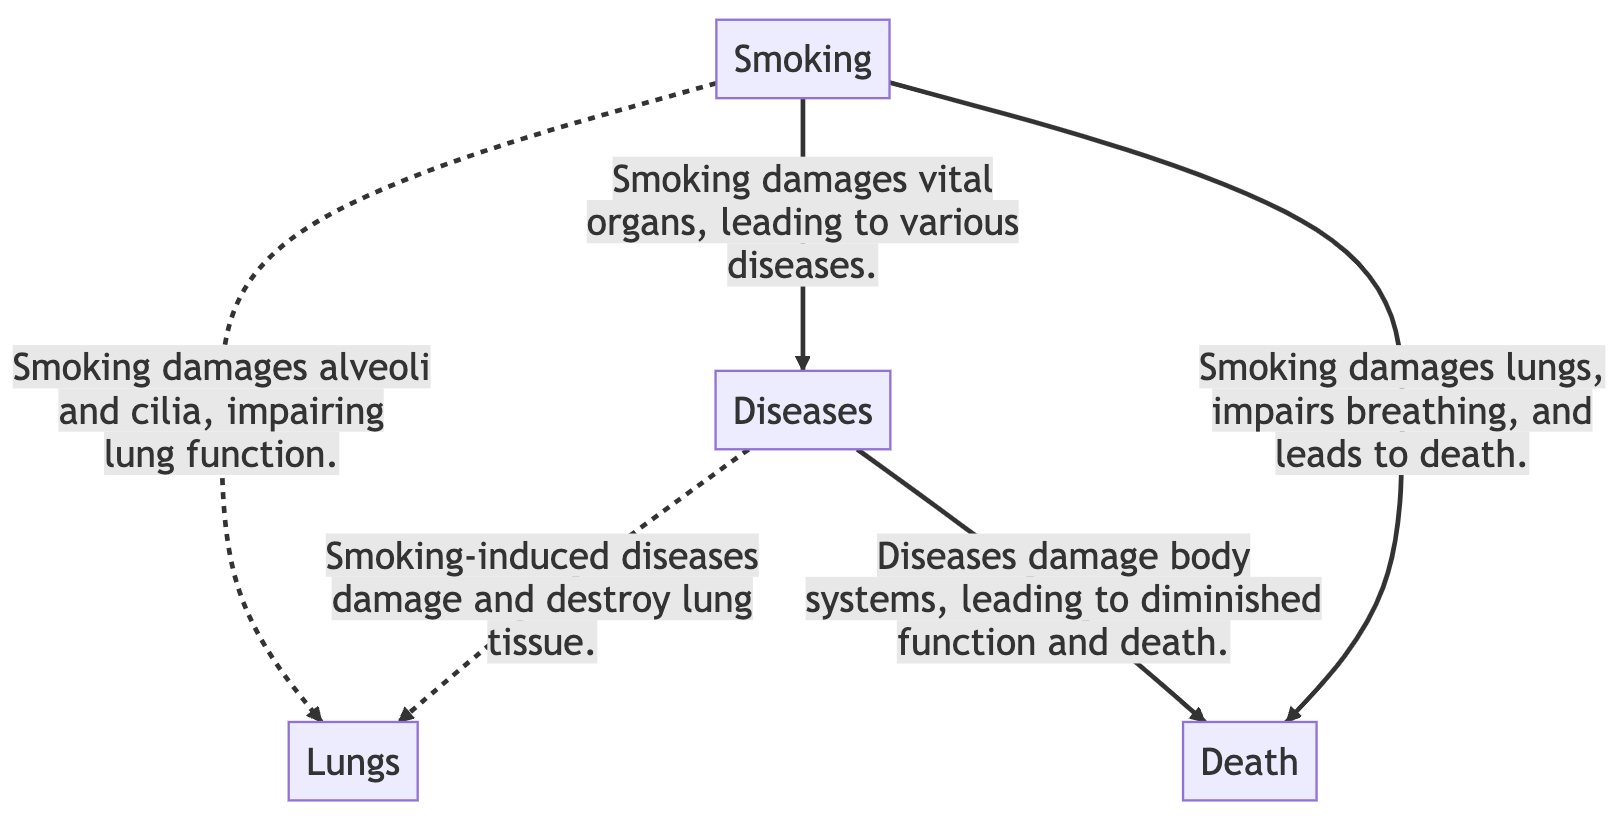 Smoking
Smoking damages vital
organs, leading to various
diseases.
Smoking damages alveoli
and cilia, impairing
lung function.
Diseases
Smoking damages lungs,
impairs breathing, and
leads to death.
Smoking-induced diseases
damage and destroy lung
tissue.
Diseases damage body
systems, leading to diminished
function and death.
Lungs
Death